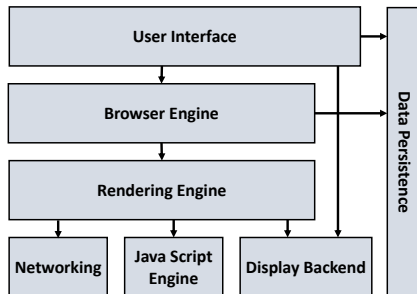 User Interface
Browser Engine
Rendering Engine
Networking
Java Script
Engine
Display Backend
Data Persistence